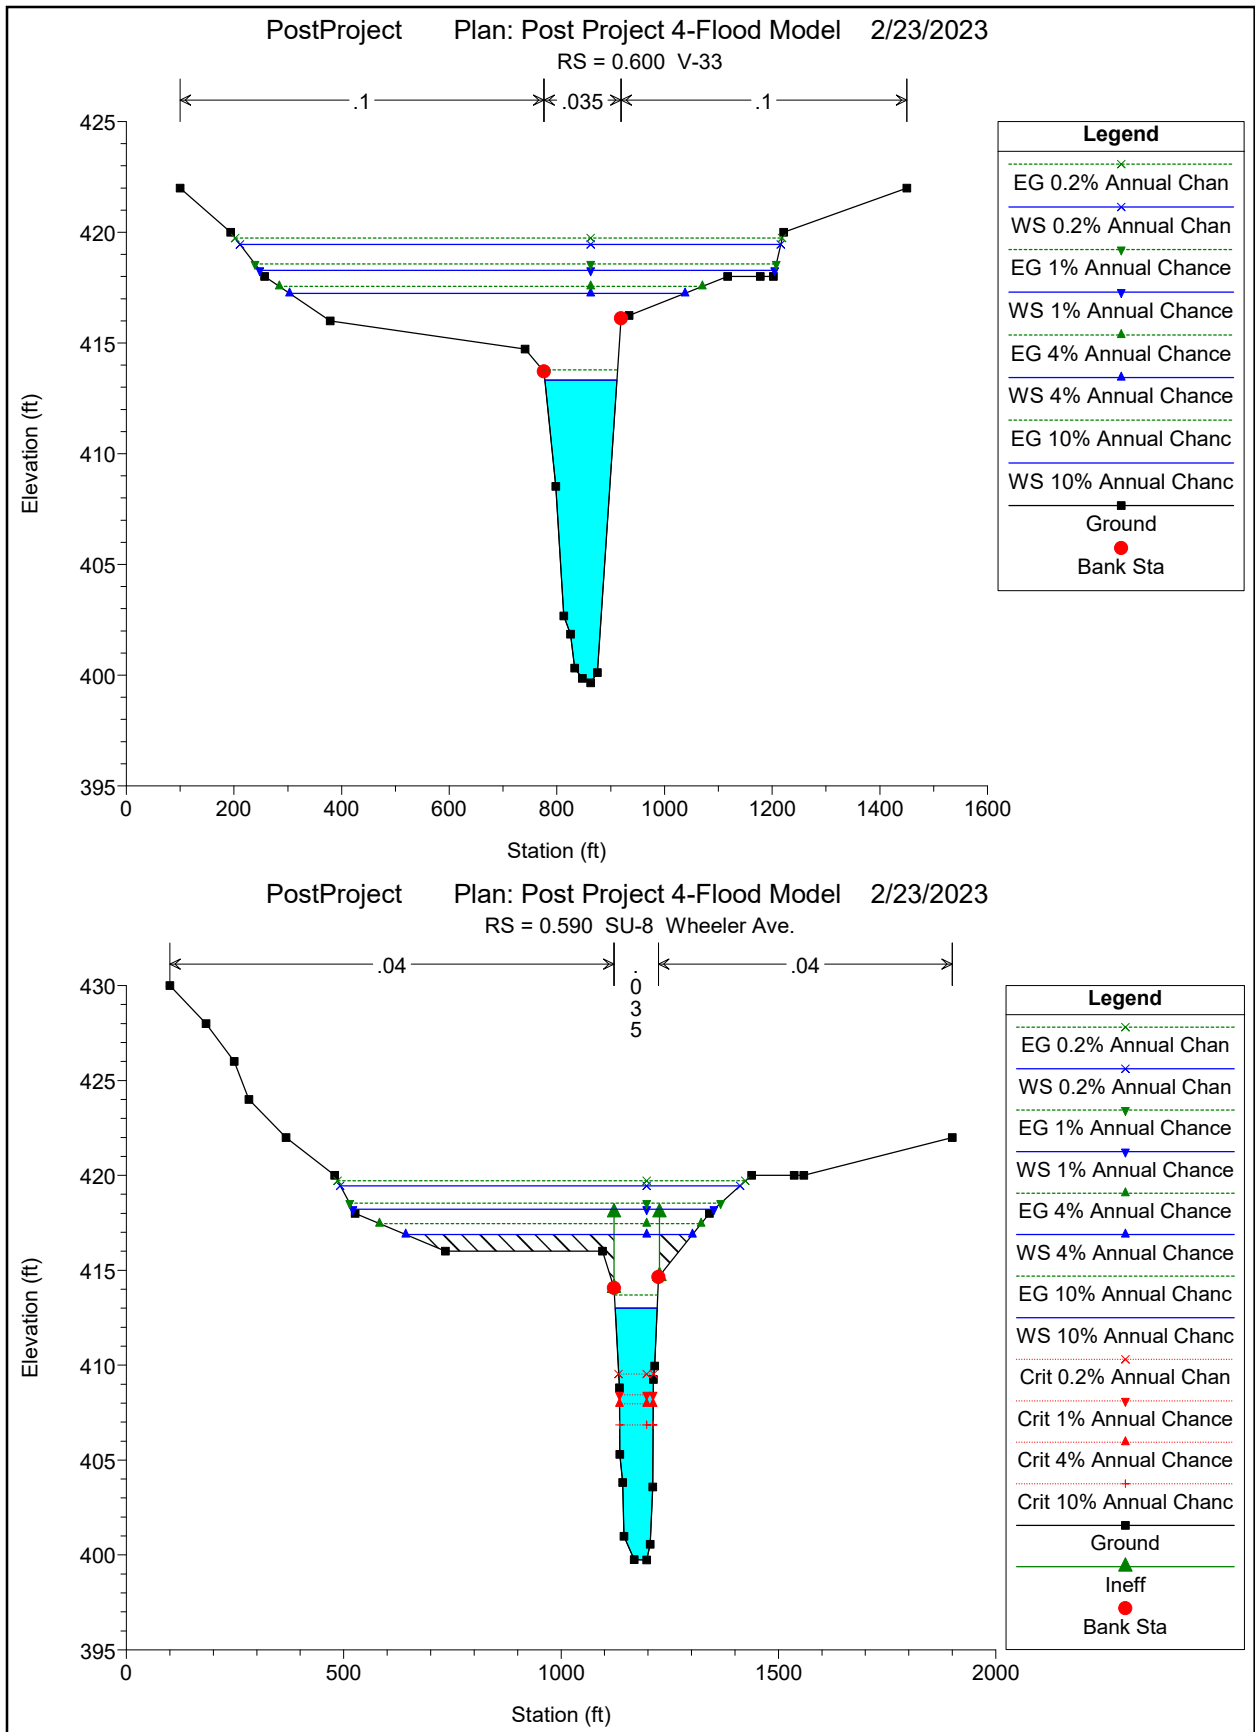 PostProject Plan: Post Project 4-Flood Model 2/23/2023
RS = 0.600 V-33
.1 .035 .1
425
420
415
410
405
400
395
0 200 400 600 800 1000 1200 1400 1600
Elevation (ft)
Station (ft)
Legend
EG 0.2% Annual Chan
WS 0.2% Annual Chan
EG 1% Annual Chance
WS 1% Annual Chance
EG 4% Annual Chance
WS 4% Annual Chance
EG 10% Annual Chanc
WS 10% Annual Chanc
Ground
Bank Sta
PostProject Plan: Post Project 4-Flood Model 2/23/2023
RS = 0.590 SU-8 Wheeler Ave.
.04 .035 .04
430
425
420
415
410
405
400
395
0 500 1000 1500 2000
Elevation (ft)
Station (ft)
Legend
EG 0.2% Annual Chan
WS 0.2% Annual Chan
EG 1% Annual Chance
WS 1% Annual Chance
EG 4% Annual Chance
WS 4% Annual Chance
EG 10% Annual Chanc
WS 10% Annual Chanc
Crit 0.2% Annual Chan
Crit 1% Annual Chance
Crit 4% Annual Chance
Crit 10% Annual Chanc
Ground
Ineff
Bank Sta